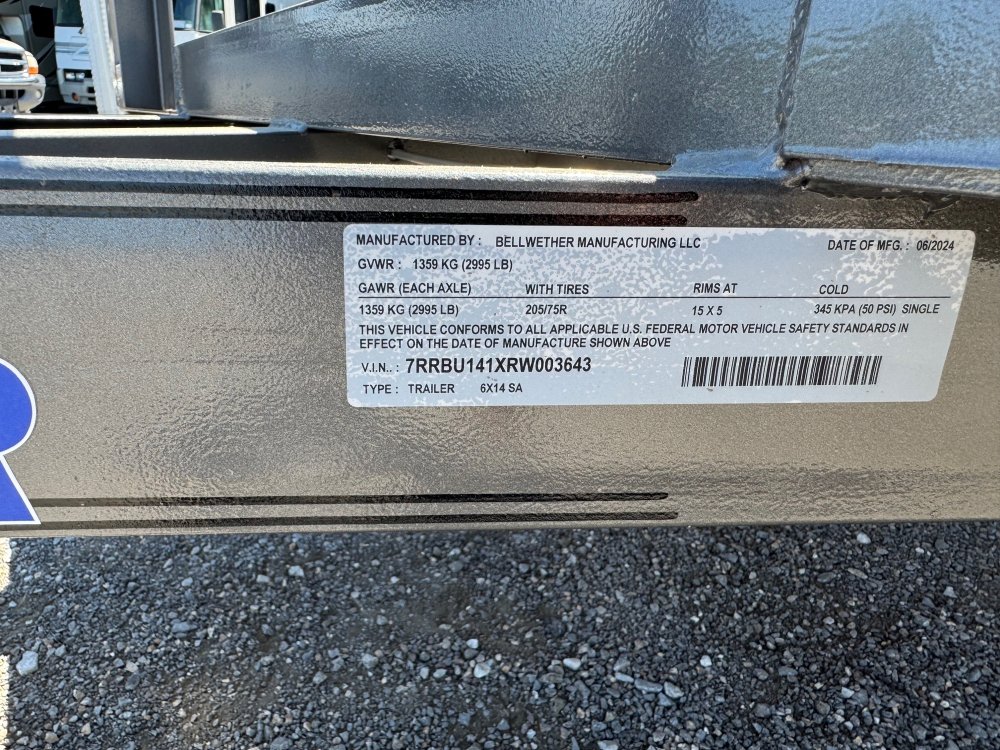 MANUFACTURED BY : BELLWETHER MANUFACTURING LLC DATE OF MFG. : 06/2024
GVWR : 1359 KG (2995 LB)
GAWR (EACH AXLE) WITH TIRES RIMS AT COLD
1359 KG (2995 LB) 205/75R 15 X 5 345 KPA (50 PSI) SINGLE
THIS VEHICLE CONFORMS TO ALL APPLICABLE U.S. FEDERAL MOTOR VEHICLE SAFETY STANDARDS IN
EFFECT ON THE DATE OF MANUFACTURE SHOWN ABOVE
V.I.N.. : 7RRBU141XRW003643
TYPE : TRAILER 6X14 SA
R